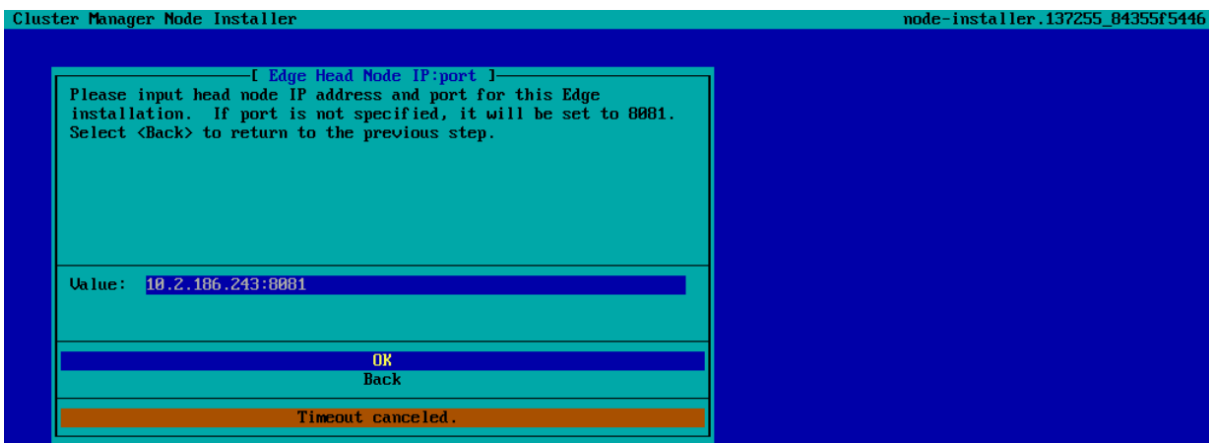 Cluster Manager Node Installer
node-installer.137255_84355f5446
[ Edge Head Node IP:port ]
Please input head node IP address and port for this Edge
installation.  If port is not specified, it will be set to 8081.
Select <Back> to return to the previous step.
Value: 10.2.186.243:8081
OK
Back
Timeout canceled.